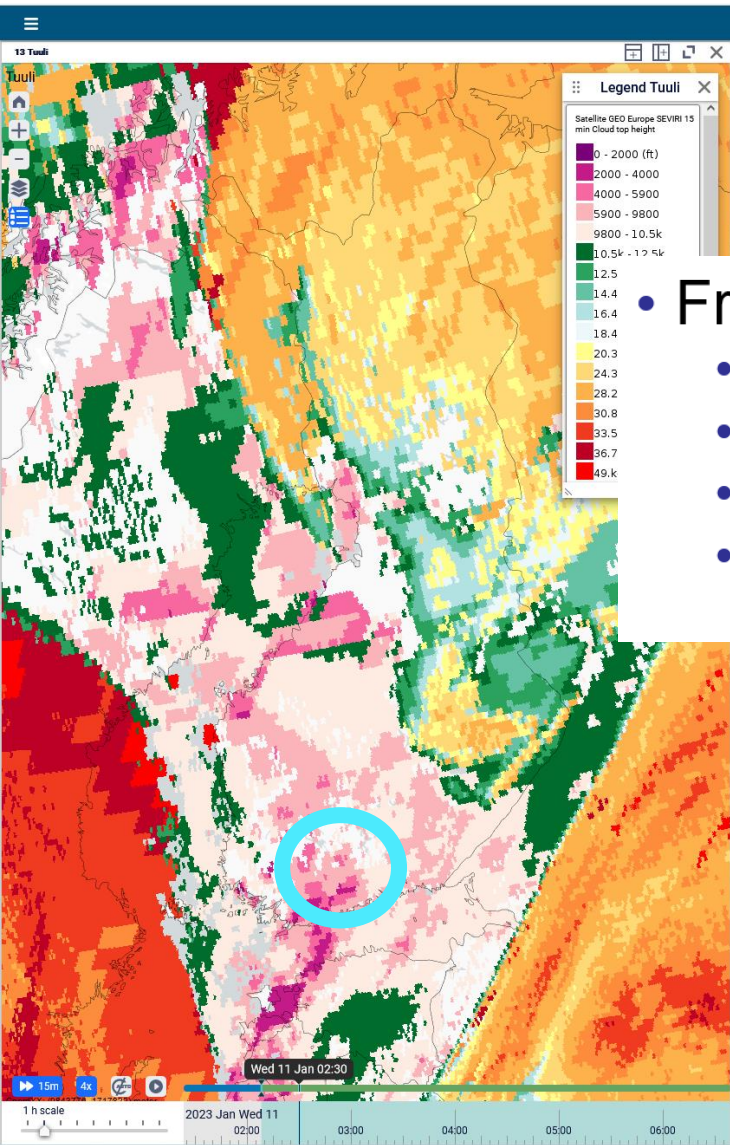 13 Tuuli
Tuuli
Legend Tuuli
Satellite GEO Europe SEVIRI 15
min Cloud top height
0 - 2000 (ft)
2000 - 4000
4000 - 5900
5900 - 9800
9800 - 10.5k
10.5k - 12.5k
12.5
14.4
16.4
18.4
20.3
24.3
28.2
30.8
33.5
36.7
49.k
• Fr
•
•
•
•
Wed 11 Jan 02:30
15m
4x
1 h scale
2023 Jan Wed 11
02:00
03:00
04:00
05:00
06:00